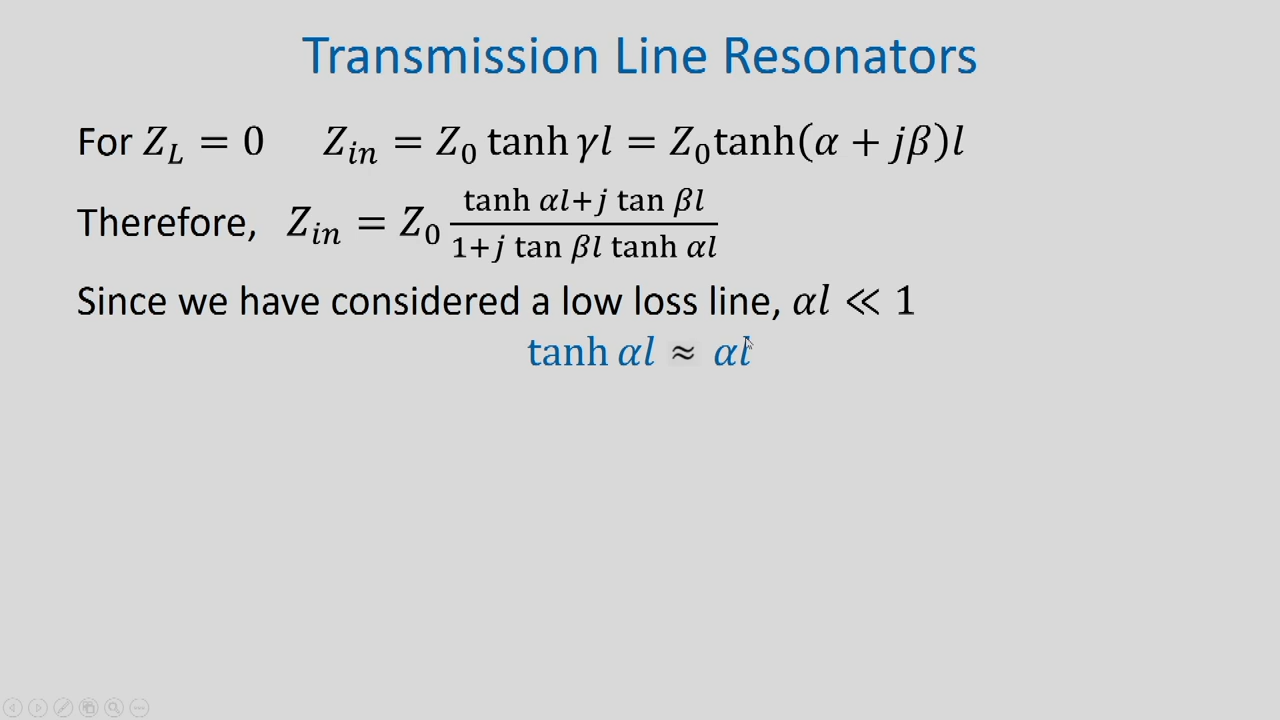 Transmission Line Resonators
For Z_L = 0 Z_in = Z_0 tanh γl = Z_0 tanh(α + jβ)l
Therefore, Z_in = Z_0 (tanh αl+j tan βl)/(1+j tan βl tanh αl)
Since we have considered a low loss line, αl ≪ 1
tanh αl ≈ αl